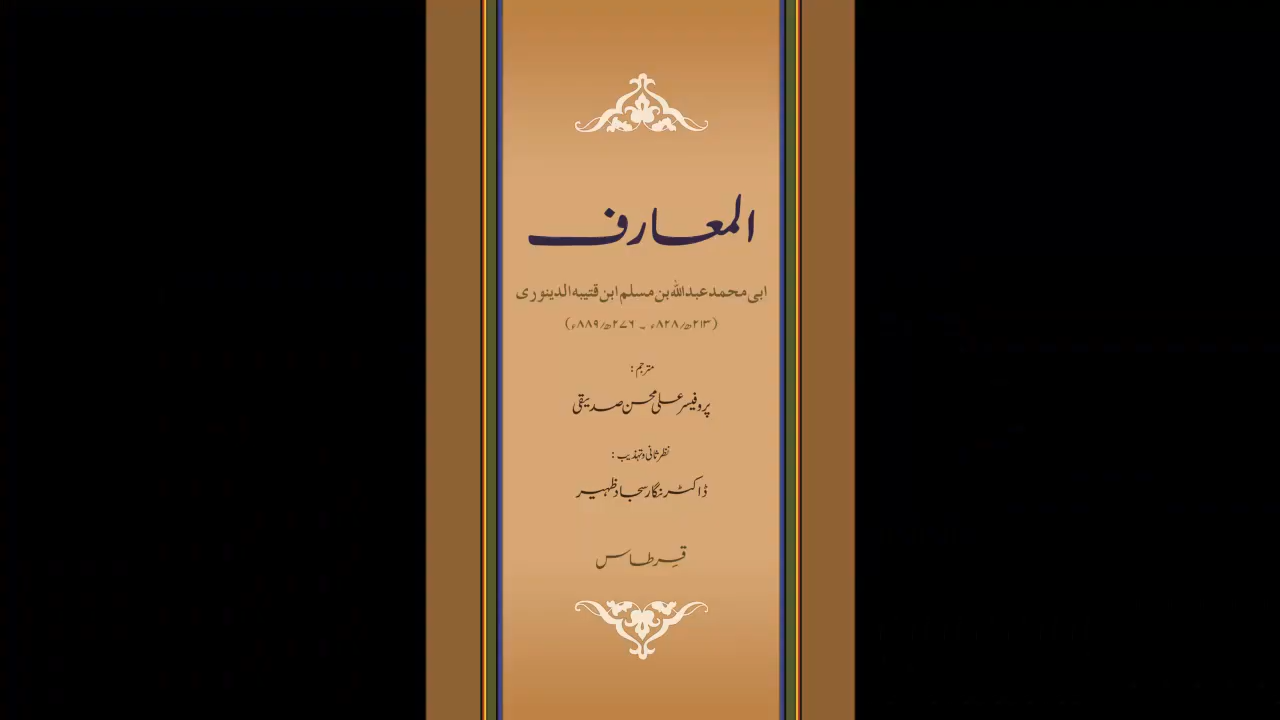 المعارف
ابی محمد عبداللہ بن مسلم ابن قتیبہ الدینوری
(۲۱۳ھ/۸۲۸ء ۔ ۲۷۶ھ/۸۸۹ء)
مترجم :
پروفیسر علی محسن صدیقی
نظر ثانی و تہذیب :
ڈاکٹر نگار سجاد ظہیر
قِرطاس